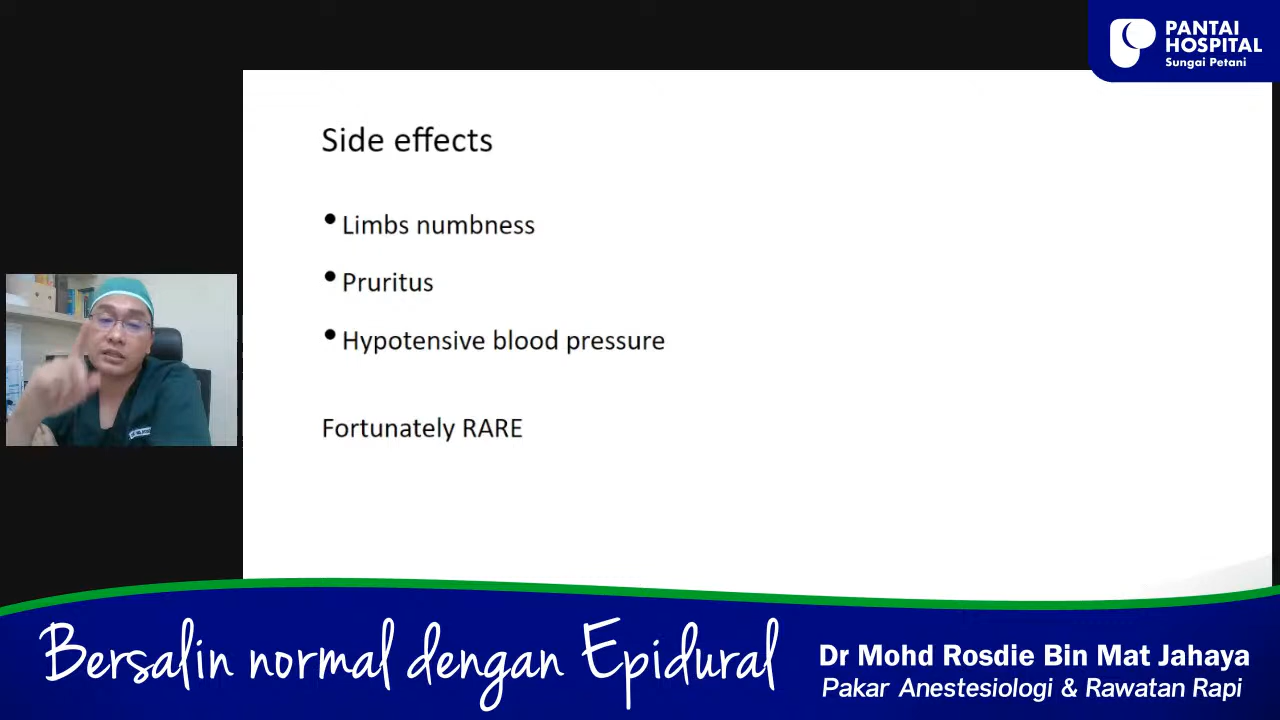 PANTAI
HOSPITAL
Sungai Petani
Side effects
• Limbs numbness
• Pruritus
• Hypotensive blood pressure
Fortunately RARE
Bersalin normal dengan Epidural
Dr Mohd Rosdie Bin Mat Jahaya
Pakar Anestesiologi & Rawatan Rapi